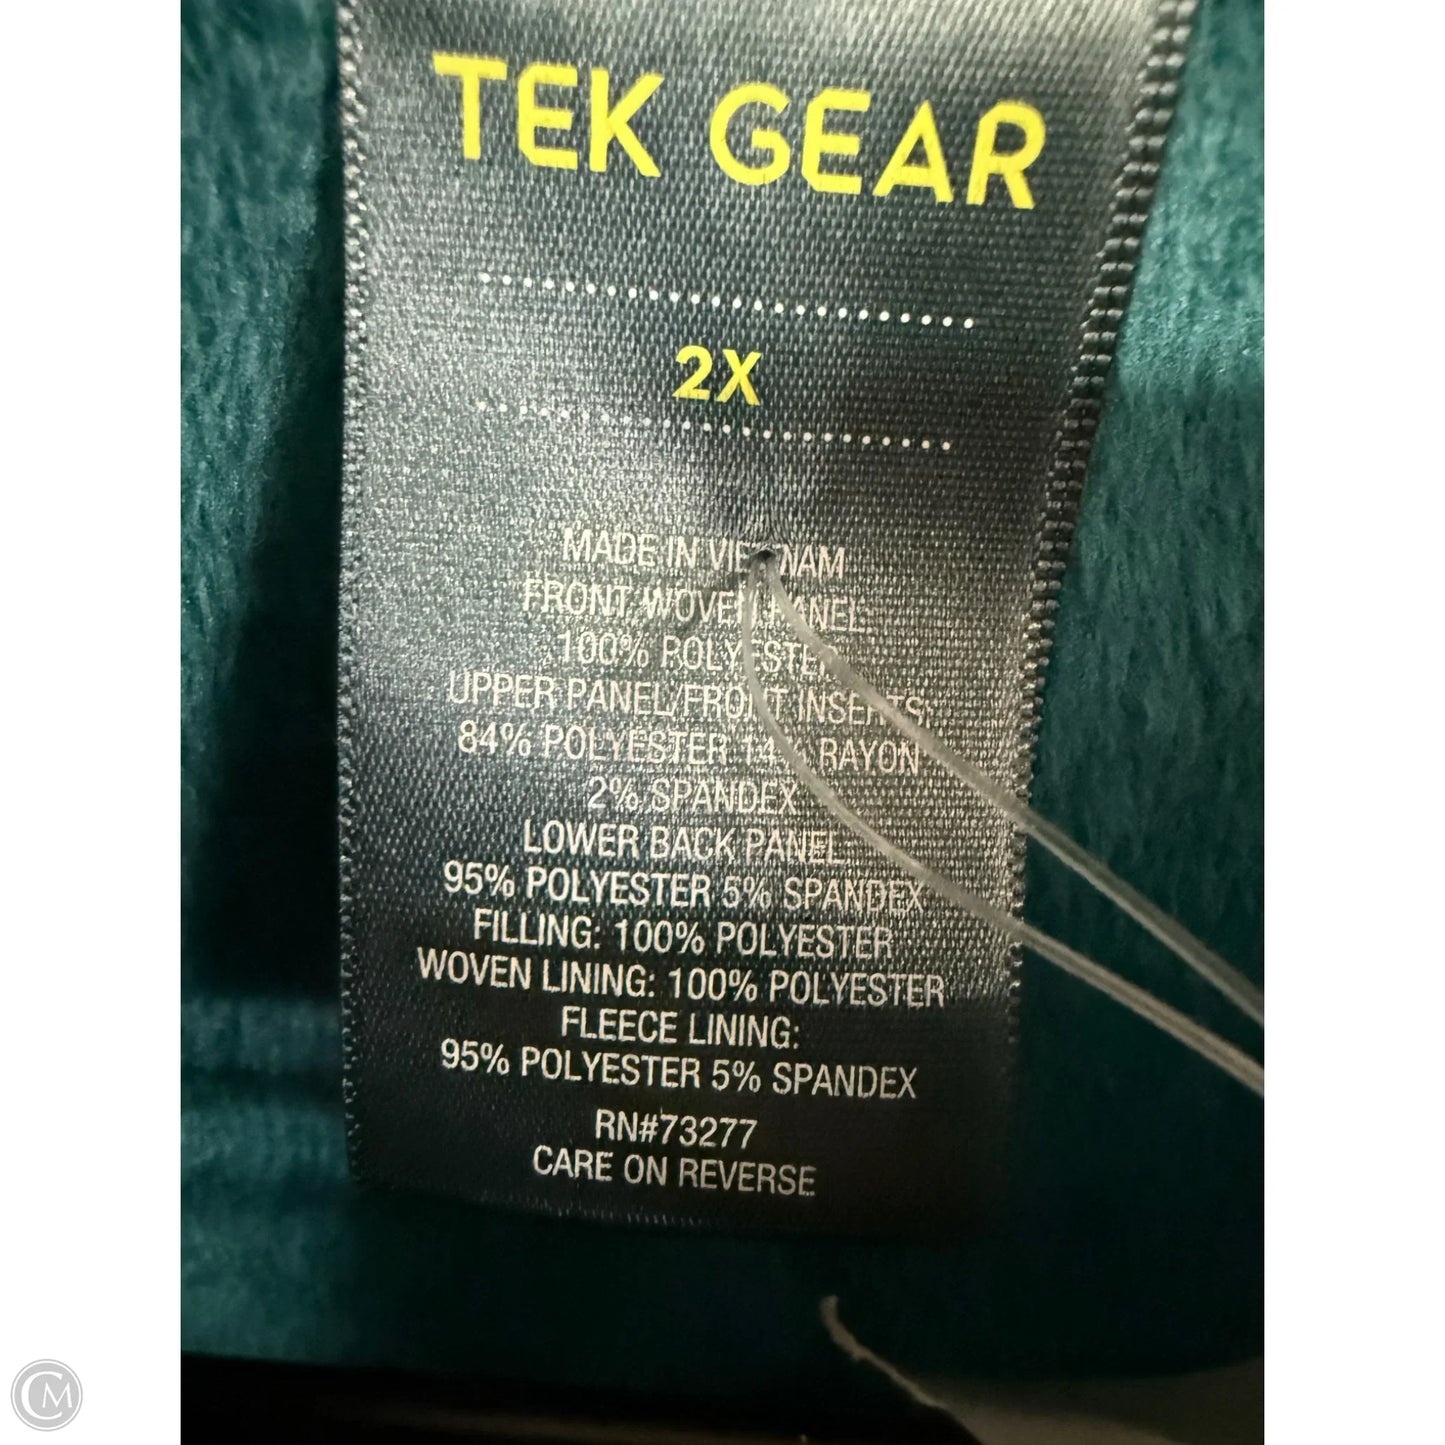 TEK GEAR
2X
MADE IN VIETNAM
FRONT WOVEN PANEL:
100% POLYESTER
UPPER PANEL/FRONT INSERTS:
84% POLYESTER 14% RAYON
2% SPANDEX
LOWER BACK PANEL:
95% POLYESTER 5% SPANDEX
FILLING: 100% POLYESTER
WOVEN LINING: 100% POLYESTER
FLEECE LINING:
95% POLYESTER 5% SPANDEX
RN#73277
CARE ON REVERSE
CM